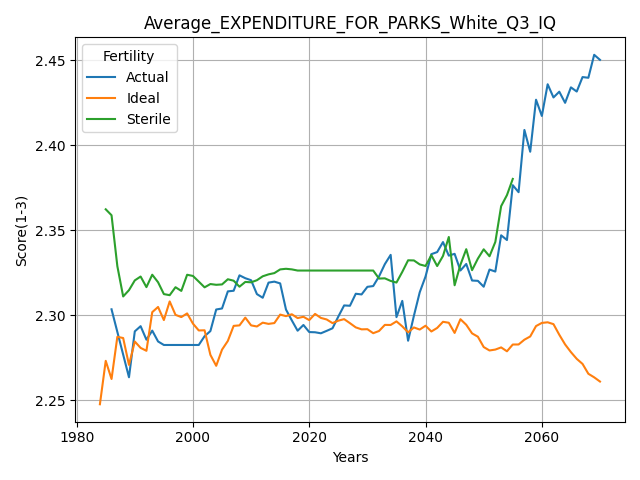 Average_EXPENDITURE_FOR_PARKS_White_Q3_IQ
Fertility
Actual
Ideal
Sterile
Score(1-3)
2.45
2.40
2.35
2.30
2.25
1980
2000
2020
2040
2060
Years